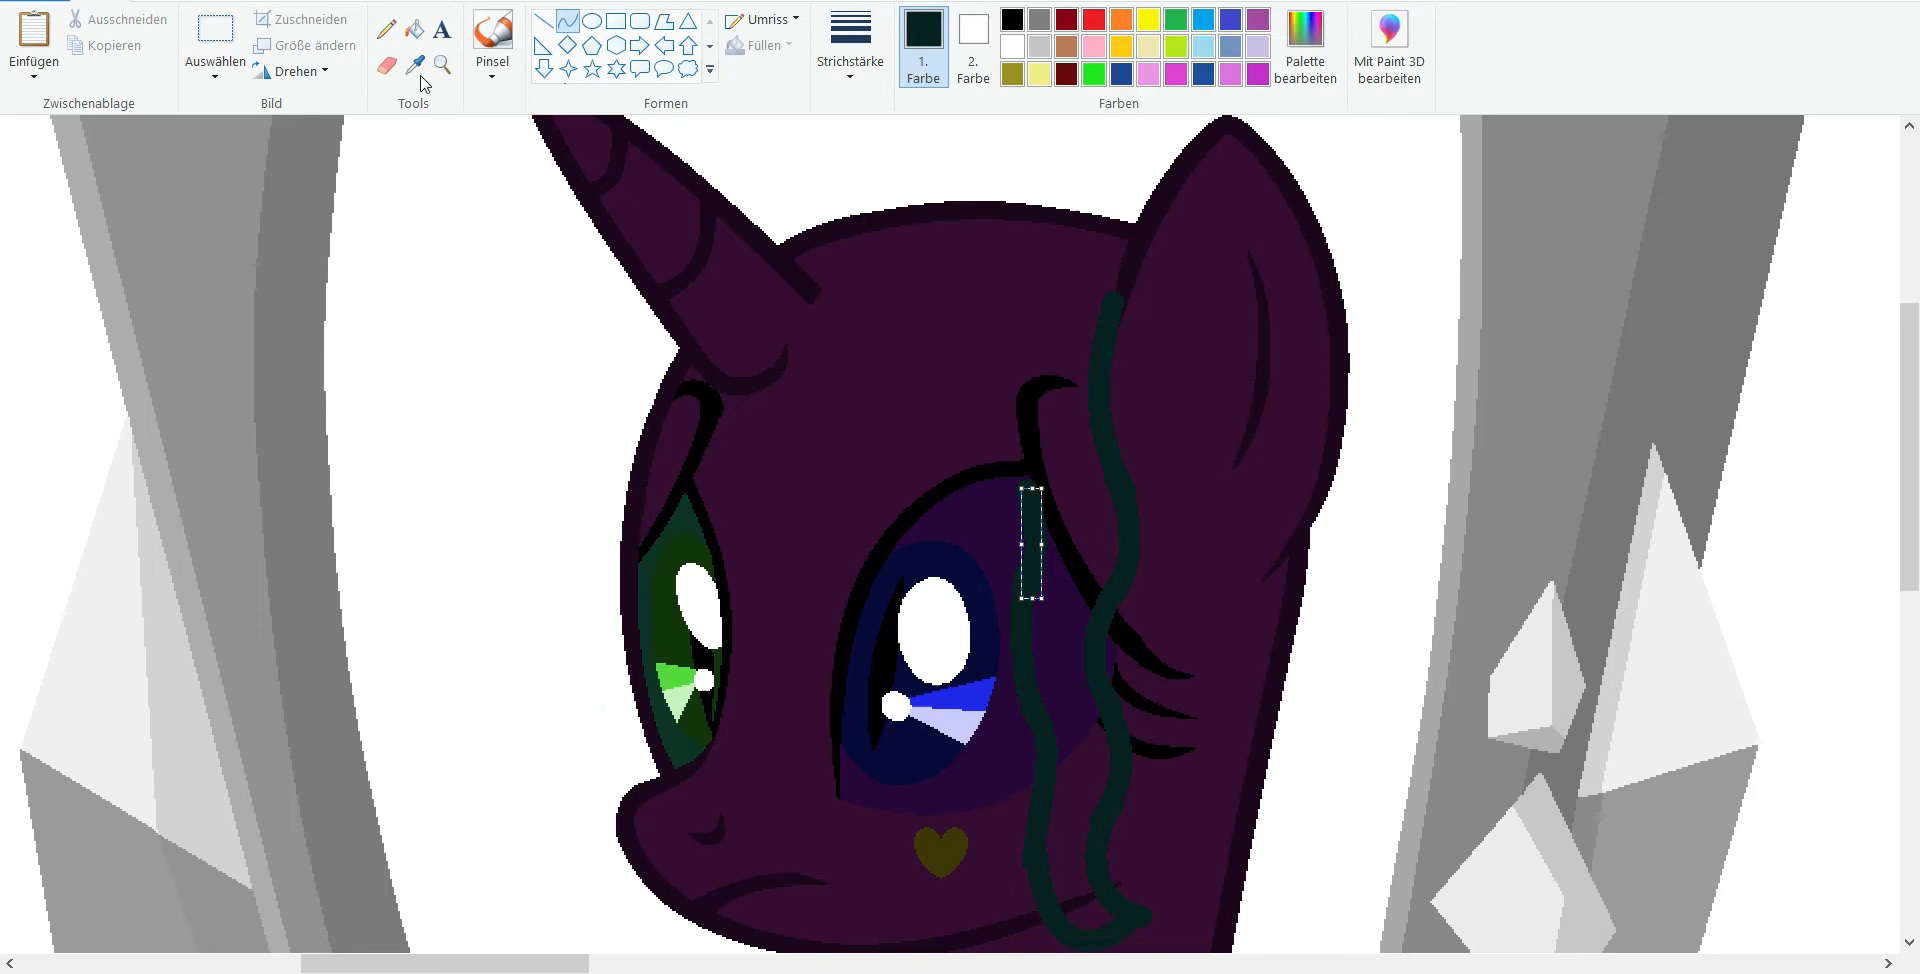 Einfügen
Ausschneiden
Kopieren
Zwischenablage
Auswählen
Zuschneiden
Größe ändern
Drehen
Bild
A
Tools
Pinsel
Umriss
Füllen
Formen
Strichstärke
1.
Farbe
2.
Farbe
Palette
bearbeiten
Farben
Mit Paint 3D
bearbeiten